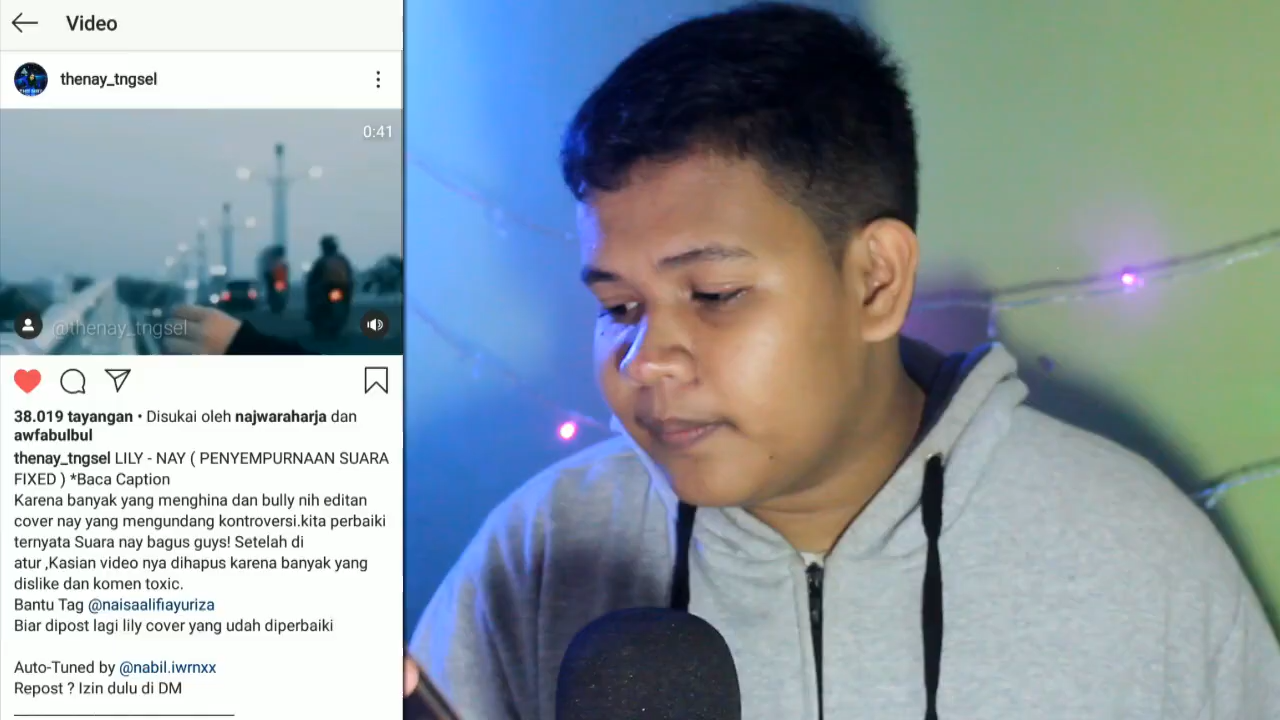 Video
thenay_tngsel
0:41
@thenay_tngsel
38.019 tayangan • Disukai oleh najwaraharja dan
awfabulbul
thenay_tngsel LILY - NAY ( PENYEMPURNAAN SUARA
FIXED ) *Baca Caption
Karena banyak yang menghina dan bully nih editan
cover nay yang mengundang kontroversi.kita perbaiki
ternyata Suara nay bagus guys! Setelah di
atur ,Kasian video nya dihapus karena banyak yang
dislike dan komen toxic.
Bantu Tag @naisaalifiayuriza
Biar dipost lagi lily cover yang udah diperbaiki
Auto-Tuned by @nabil.iwrnxx
Repost ? Izin dulu di DM